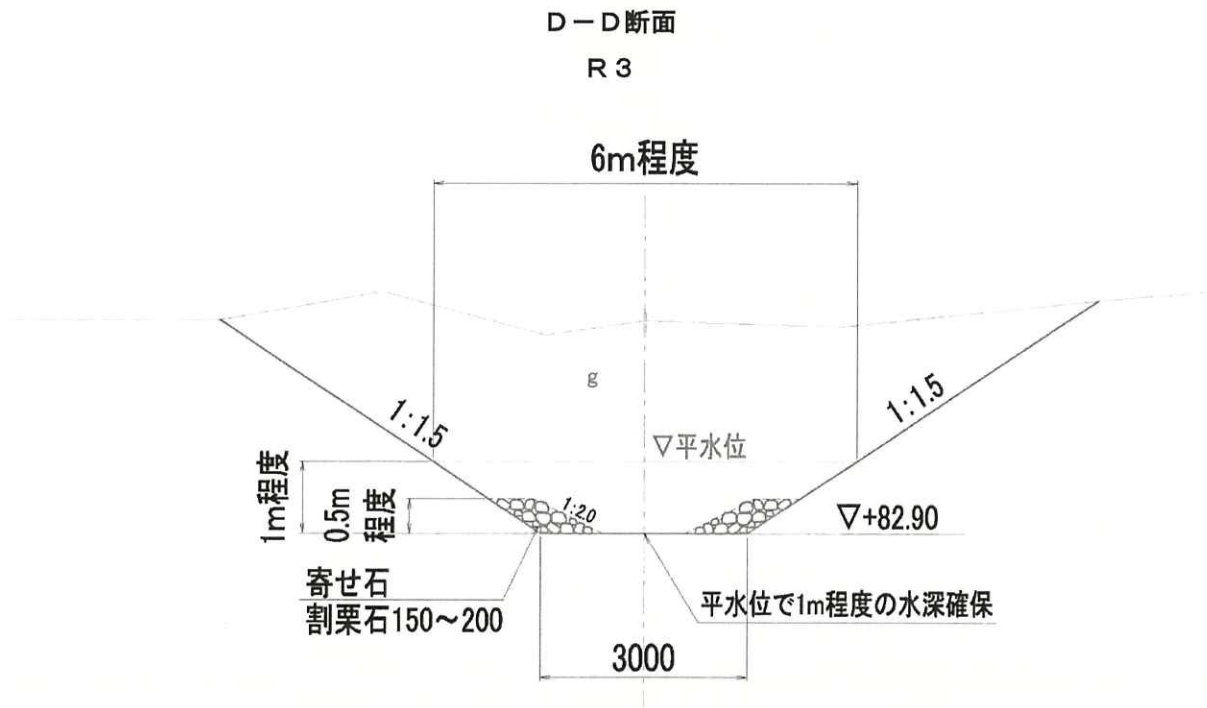 D－D断面
R3
6m程度
g
1:1.5
1:1.5
▽平水位
1m程度
0.5m
程度
1:2.0
▽+82.90
寄せ石
割栗石150～200
平水位で1m程度の水深確保
3000